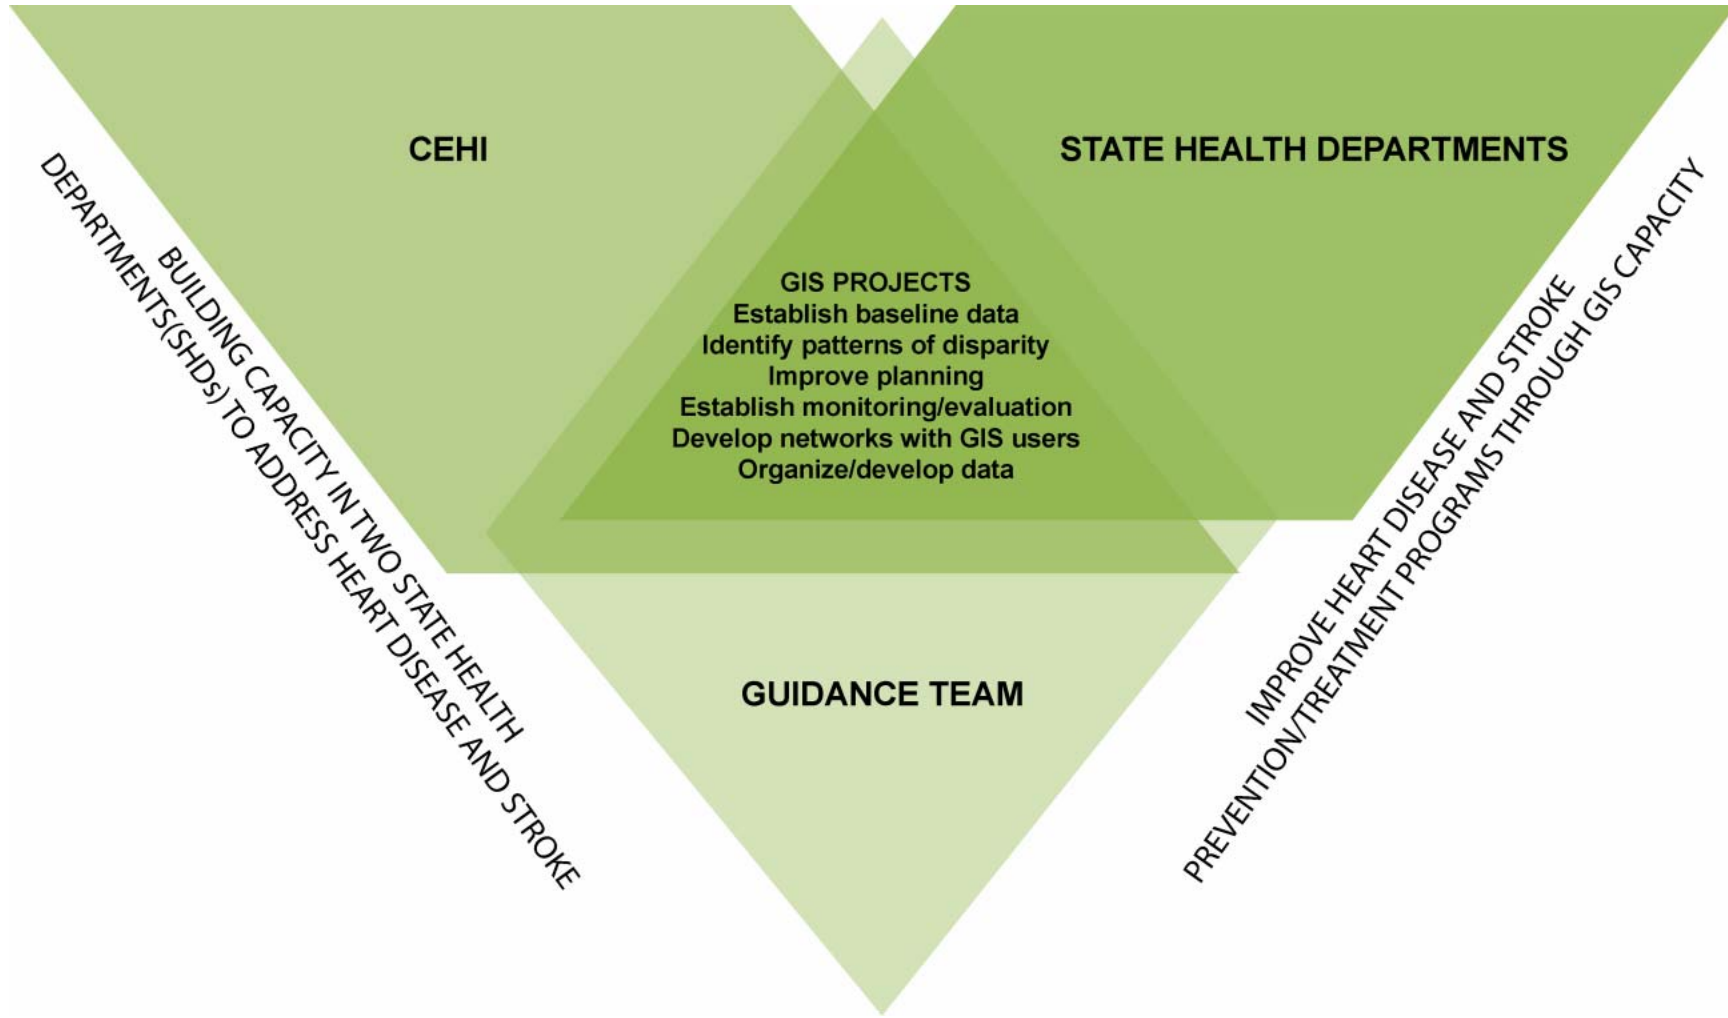 CEHI
STATE HEALTH DEPARTMENTS
GIS PROJECTS
Establish baseline data
Identify patterns of disparity
Improve planning
Establish monitoring/evaluation
Develop networks with GIS users
Organize/develop data
GUIDANCE TEAM
BUILDING CAPACITY IN TWO STATE HEALTH
DEPARTMENTS(SHDs) TO ADDRESS HEART DISEASE AND STROKE
IMPROVE HEART DISEASE AND STROKE
PREVENTION/TREATMENT PROGRAMS THROUGH GIS CAPACITY